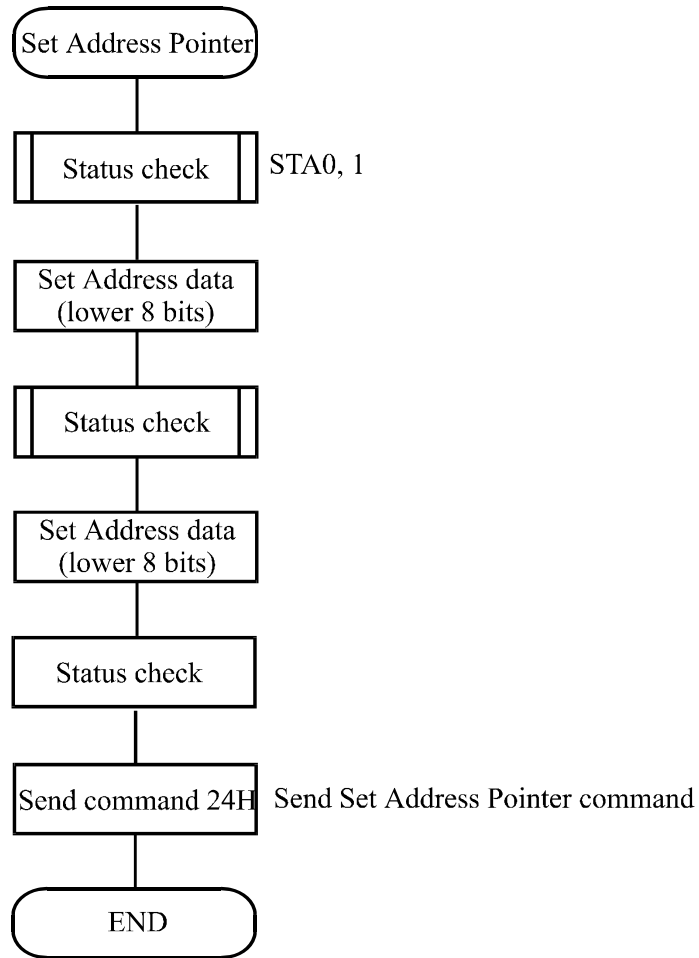 Set Address Pointer
Status check
STA0, 1
Set Address data
(lower 8 bits)
Status check
Set Address data
(lower 8 bits)
Status check
Send command 24H
Send Set Address Pointer command
END